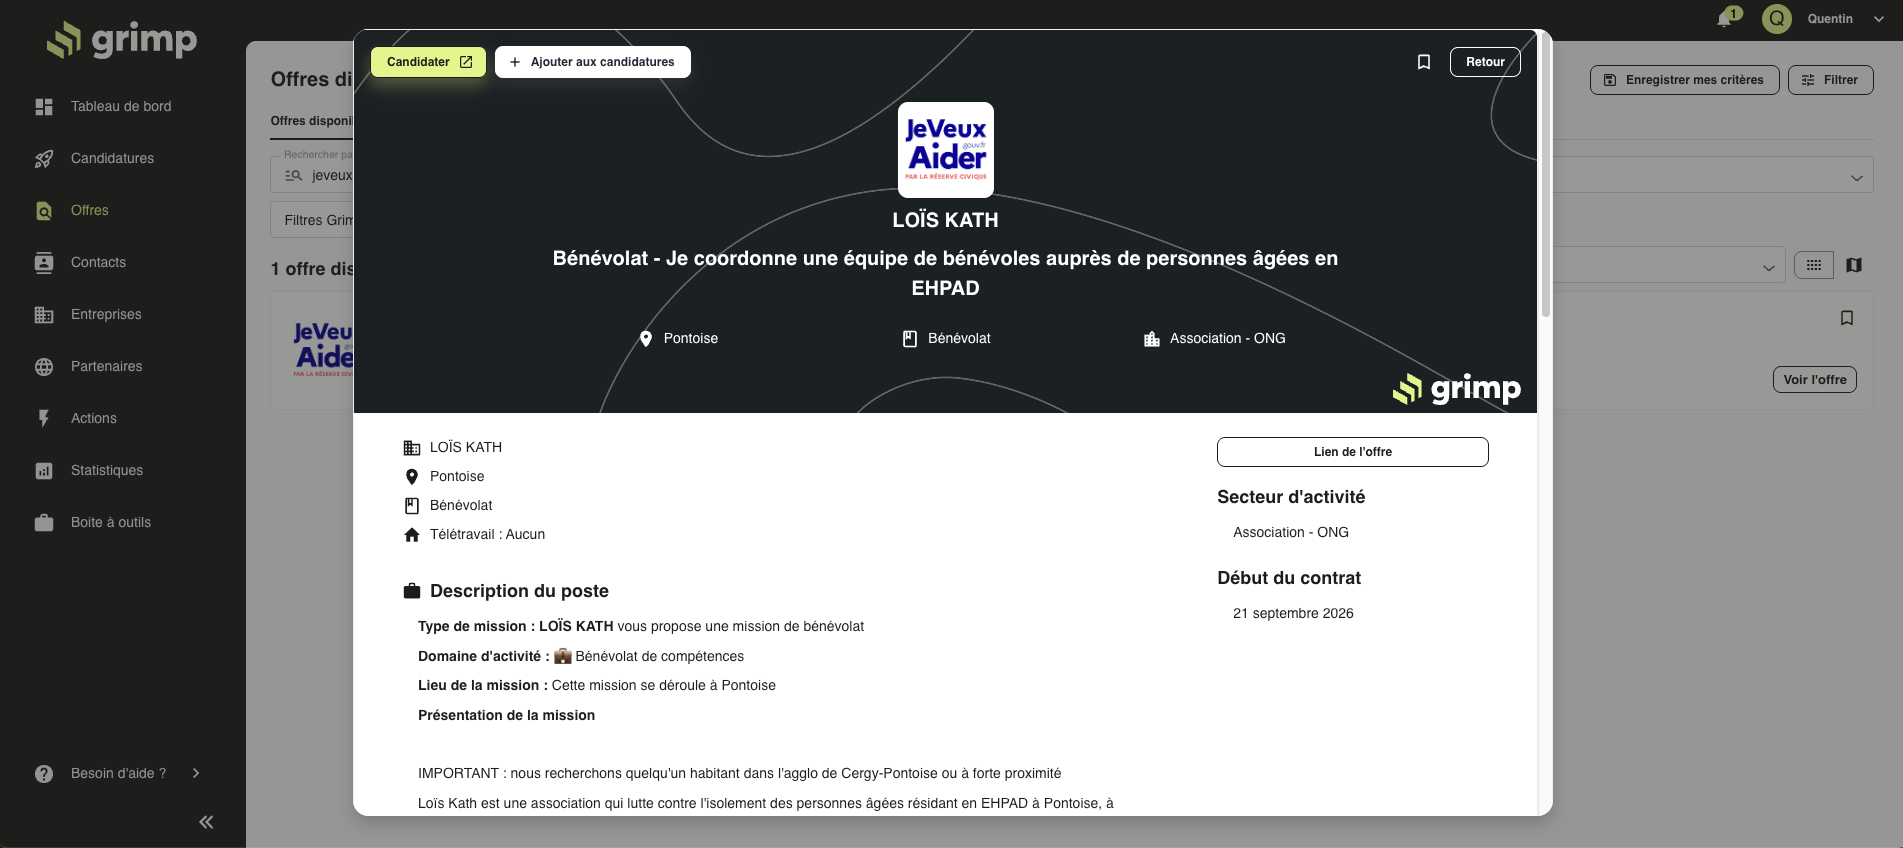 grimp
1
Q
Quentin
Tableau de bord
Candidatures
Offres
Contacts
Entreprises
Partenaires
Actions
Statistiques
Boite à outils
Besoin d'aide ?
Offres di
Enregistrer mes critères
Filtrer
Offres disponi
Rechercher pa
jeveux
Filtres Grim
1 offre dis
JeVeux
Aide
PAR LA RÉSERVE CIVI
Voir l'offre
Candidater
Ajouter aux candidatures
Retour
JeVeux
.gouv.fr
Aider
PAR LA RÉSERVE CIVIQUE
LOÏS KATH
Bénévolat - Je coordonne une équipe de bénévoles auprès de personnes âgées en
EHPAD
Pontoise
Bénévolat
Association - ONG
grimp
LOÏS KATH
Pontoise
Bénévolat
Télétravail : Aucun
Description du poste
Type de mission : LOÏS KATH vous propose une mission de bénévolat
Domaine d'activité : 💼 Bénévolat de compétences
Lieu de la mission : Cette mission se déroule à Pontoise
Présentation de la mission
IMPORTANT : nous recherchons quelqu'un habitant dans l'agglo de Cergy-Pontoise ou à forte proximité
Loïs Kath est une association qui lutte contre l'isolement des personnes âgées résidant en EHPAD à Pontoise, à
Lien de l'offre
Secteur d'activité
Association - ONG
Début du contrat
21 septembre 2026